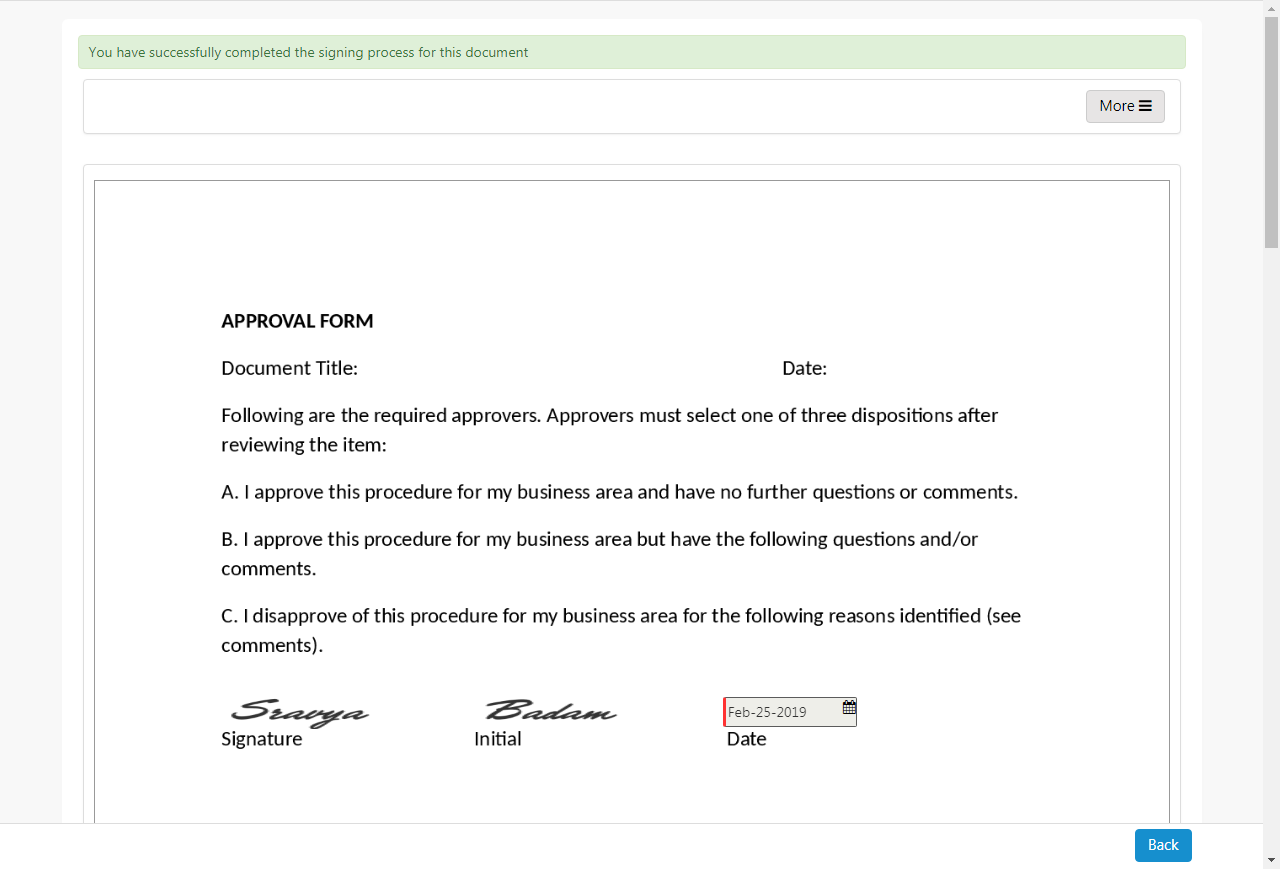 You have successfully completed the signing process for this document
More
APPROVAL FORM
Document Title: Date:
Following are the required approvers. Approvers must select one of three dispositions after
reviewing the item:
A. I approve this procedure for my business area and have no further questions or comments.
B. I approve this procedure for my business area but have the following questions and/or
comments.
C. I disapprove of this procedure for my business area for the following reasons identified (see
comments).
Sravya Badam Feb-25-2019
Signature Initial Date
Back